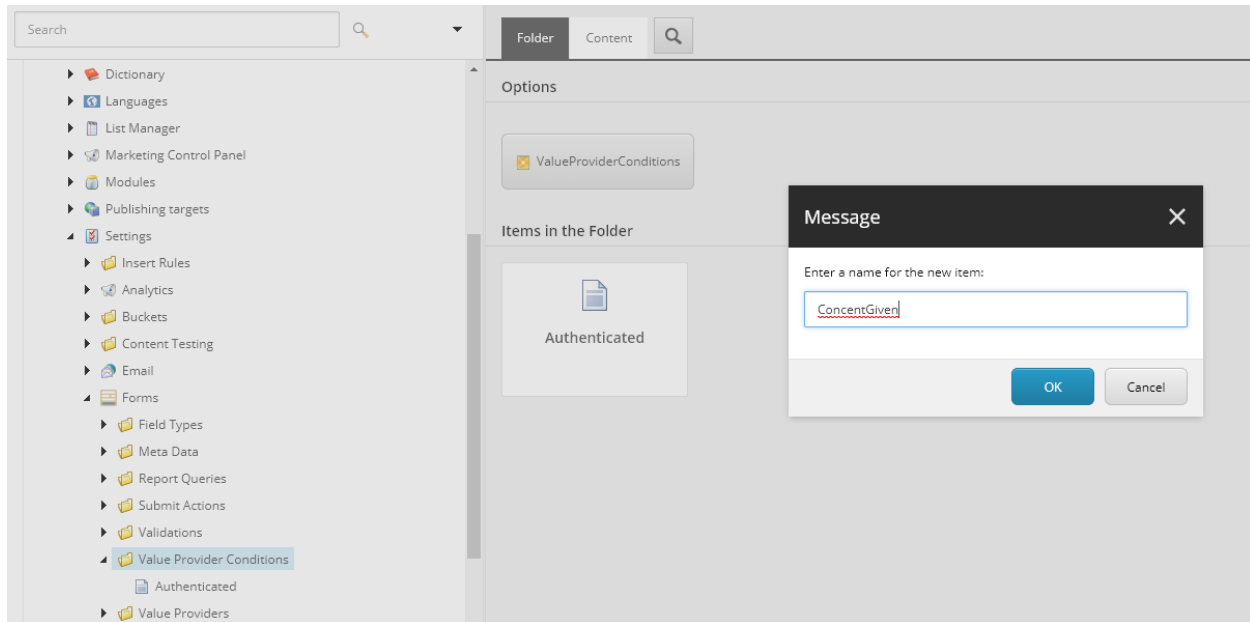 Search
Dictionary
Languages
List Manager
Marketing Control Panel
Modules
Publishing targets
Settings
Insert Rules
Analytics
Buckets
Content Testing
Email
Forms
Field Types
Meta Data
Report Queries
Submit Actions
Validations
Value Provider Conditions
Authenticated
Value Providers
Folder
Content
Options
ValueProviderConditions
Items in the Folder
Authenticated
Message
Enter a name for the new item:
ConcentGiven
OK
Cancel